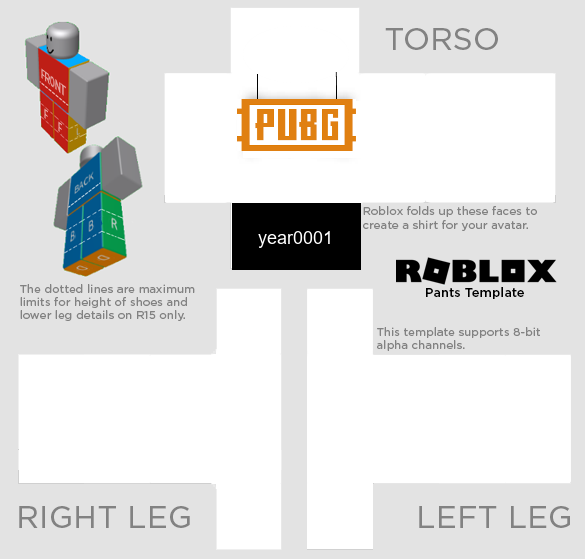 TORSO
FRONT
F F L
PUBG
BACK
B B R
Roblox folds up these faces to
create a shirt for your avatar.
year0001
ROBLOX
Pants Template
The dotted lines are maximum
limits for height of shoes and
lower leg details on R15 only.
This template supports 8-bit
alpha channels.
RIGHT LEG
LEFT LEG